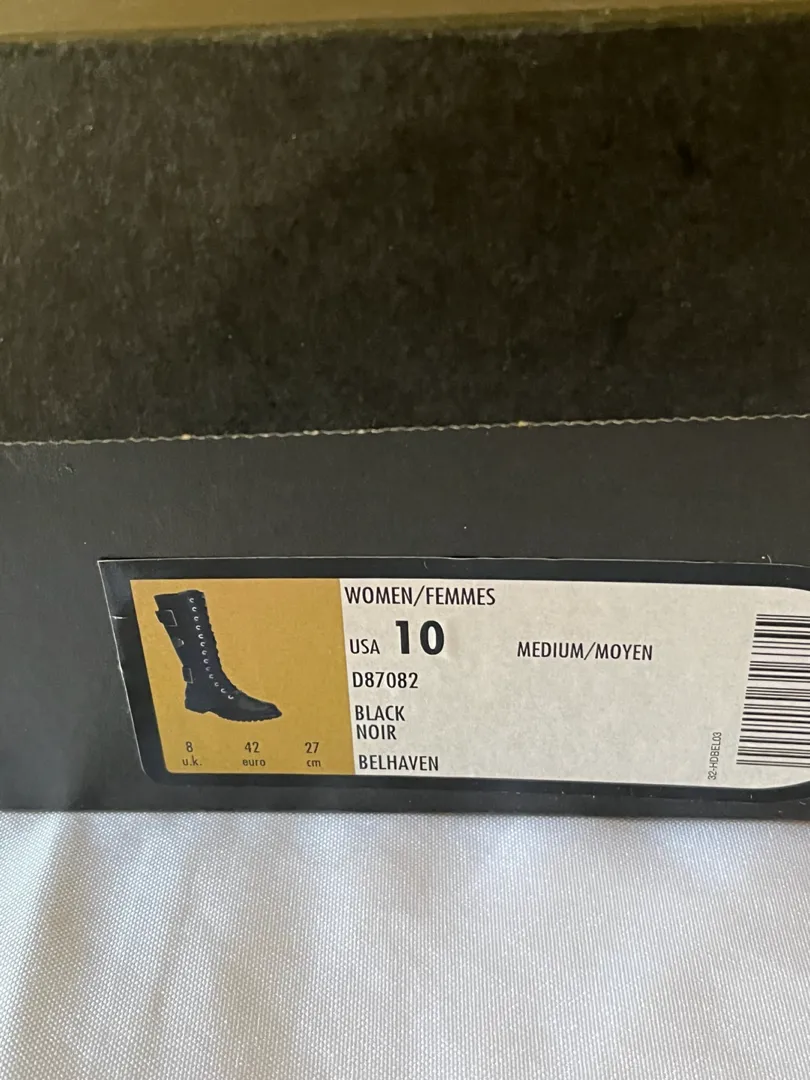 WOMEN/FEMMES
USA 10 MEDIUM/MOYEN
D87082
BLACK
NOIR
BELHAVEN
8 42 27
u.k. euro cm
32-HDBEL03